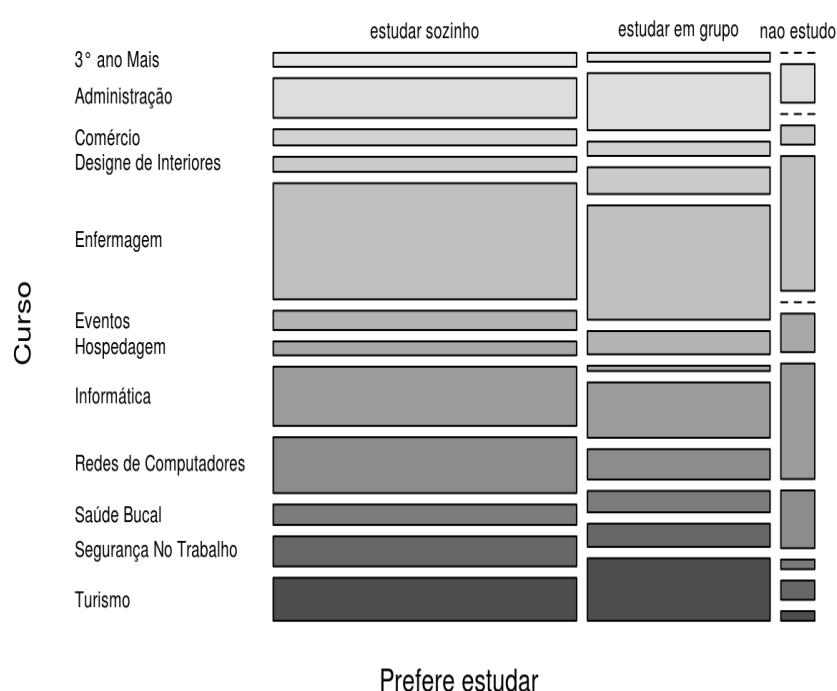 estudar sozinho estudar em grupo nao estudo
3° ano Mais
Administração
Comércio
Designe de Interiores
Enfermagem
Eventos
Hospedagem
Informática
Redes de Computadores
Saúde Bucal
Segurança No Trabalho
Turismo
Curso
Prefere estudar